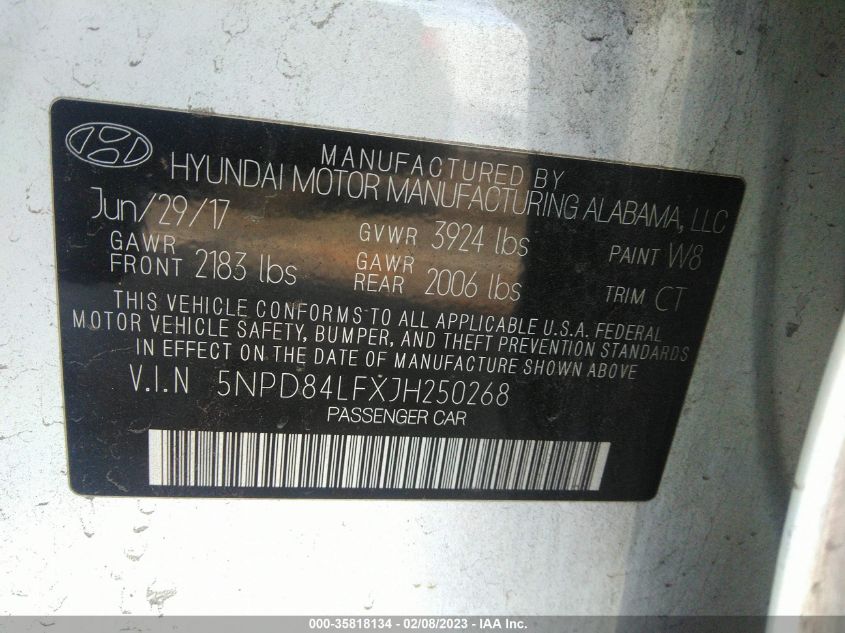 MANUFACTURED BY
HYUNDAI MOTOR MANUFACTURING ALABAMA, LLC
Jun/29/17 GVWR 3924 lbs PAINT W8
GAWR FRONT 2183 lbs GAWR REAR 2006 lbs TRIM CT
THIS VEHICLE CONFORMS TO ALL APPLICABLE U.S.A. FEDERAL
MOTOR VEHICLE SAFETY, BUMPER, AND THEFT PREVENTION STANDARDS
IN EFFECT ON THE DATE OF MANUFACTURE SHOWN ABOVE
V.I.N 5NPD84LFXJH250268
PASSENGER CAR
000-35818134 - 02/08/2023 - IAA Inc.